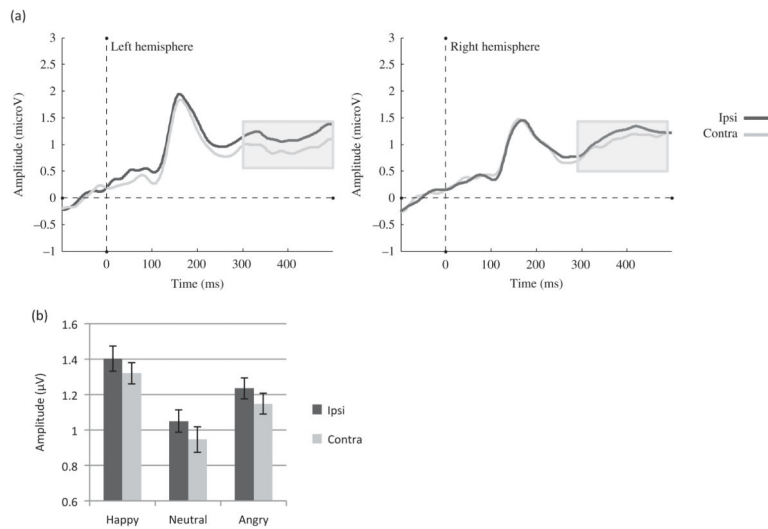 (a)
Left hemisphere
3
2.5
2
1.5
1
0.5
0
−0.5
−1
Amplitude (microV)
0 100 200 300 400
Time (ms)
Right hemisphere
3
2.5
2
1.5
1
0.5
0
−0.5
−1
Amplitude (microV)
0 100 200 300 400
Time (ms)
Ipsi
Contra
(b)
1.6
1.4
1.2
1
0.8
0.6
Amplitude (μV)
Happy Neutral Angry
Ipsi
Contra